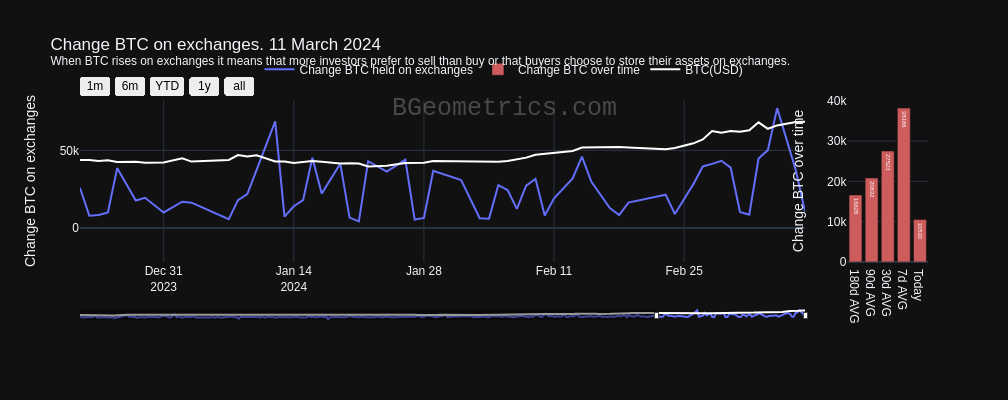 Change BTC on exchanges. 11 March 2024
When BTC rises on exchanges it means that more investors prefer to sell than buy or that buyers choose to store their assets on exchanges.
Change BTC held on exchanges Change BTC over time BTC(USD)
1m 6m YTD 1y all
BGeometrics.com
Change BTC on exchanges
50k
0
Dec 31
2023
Jan 14
2024
Jan 28
Feb 11
Feb 25
Change BTC over time
40k
30k
20k
10k
0
180d AVG
90d AVG
30d AVG
7d AVG
Today